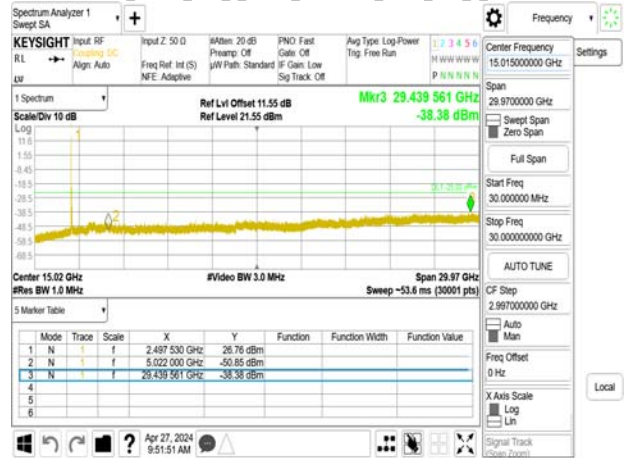 Spectrum Analyzer 1
Swept SA
Frequency
KEYSIGHT
Input: RF
Coupling: DC
Align: Auto
Input Z: 50 Ω
Freq Ref: Int (S)
NFE: Adaptive
#Atten: 20 dB
Preamp: Off
µW Path: Standard
PNO: Fast
Gate: Off
IF Gain: Low
Sig Track: Off
Avg Type: Log-Power
Trig: Free Run
1 2 3 4 5 6
M W W W W W
P N N N N N
RL
Center Frequency
15.015000000 GHz
Settings
1 Spectrum
Scale/Div 10 dB
Ref Lvl Offset 11.55 dB
Ref Level 21.55 dBm
Mkr3 29.439 561 GHz
-38.38 dBm
Span
29.9700000 GHz
Swept Span
Zero Span
Full Span
Start Freq
30.000000 MHz
Stop Freq
30.000000000 GHz
AUTO TUNE
CF Step
2.997000000 GHz
Auto
Man
Freq Offset
0 Hz
X Axis Scale
Log
Lin
Signal Track
(Span Zoom)
Local
Log
11.6
1.55
-8.45
-18.5
-28.5
-38.5
-48.5
-58.5
-68.5
1
2
Center 15.02 GHz
#Res BW 1.0 MHz
#Video BW 3.0 MHz
Span 29.97 GHz
Sweep ~53.6 ms (30001 pts)
5 Marker Table
Mode Trace Scale X Y Function Function Width Function Value
1 N 1 f 2.497 530 GHz 26.76 dBm
2 N 1 f 5.022 000 GHz -50.85 dBm
3 N 1 f 29.439 561 GHz -38.38 dBm
4
5
6
Apr 27, 2024
9:51:51 AM